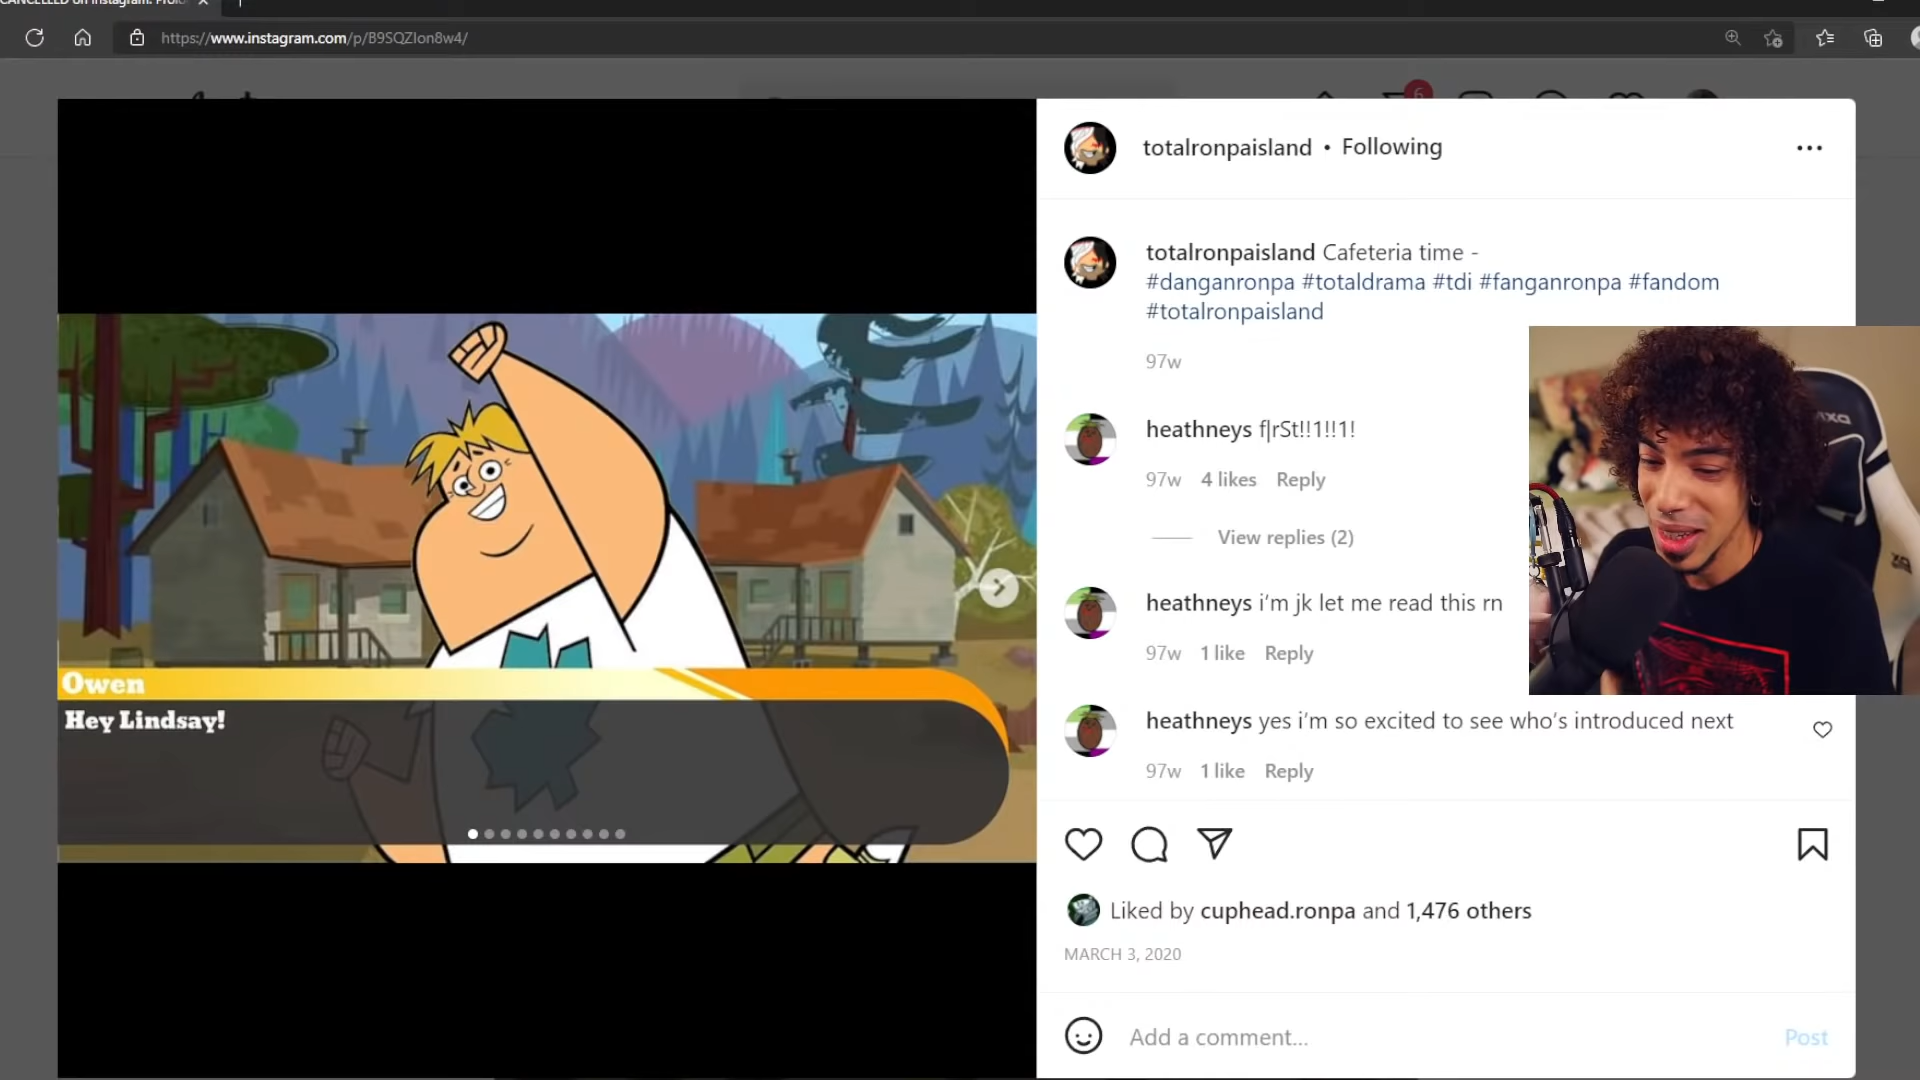 https://www.instagram.com/p/B9SQZIon8w4/
6
totalronpaisland • Following
totalronpaisland Cafeteria time -
#danganronpa #totaldrama #tdi #fanganronpa #fandom
#totalronpaisland
97w
heathneys f|rSt!!1!!1!
97w 4 likes Reply
View replies (2)
heathneys i'm jk let me read this rn
97w 1 like Reply
heathneys yes i'm so excited to see who's introduced next
97w 1 like Reply
Owen
Hey Lindsay!
Liked by cuphead.ronpa and 1,476 others
MARCH 3, 2020
Add a comment...
Post